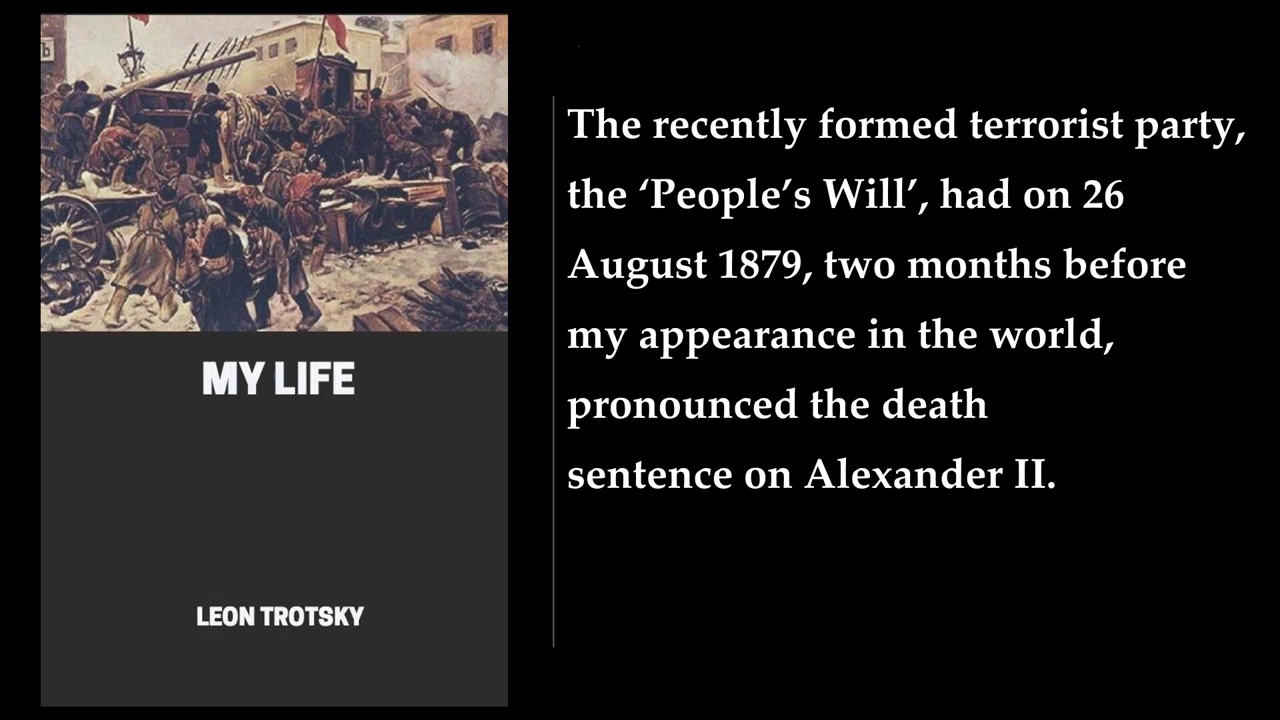 MY LIFE
LEON TROTSKY
The recently formed terrorist party,
the ‘People’s Will’, had on 26
August 1879, two months before
my appearance in the world,
pronounced the death
sentence on Alexander II.